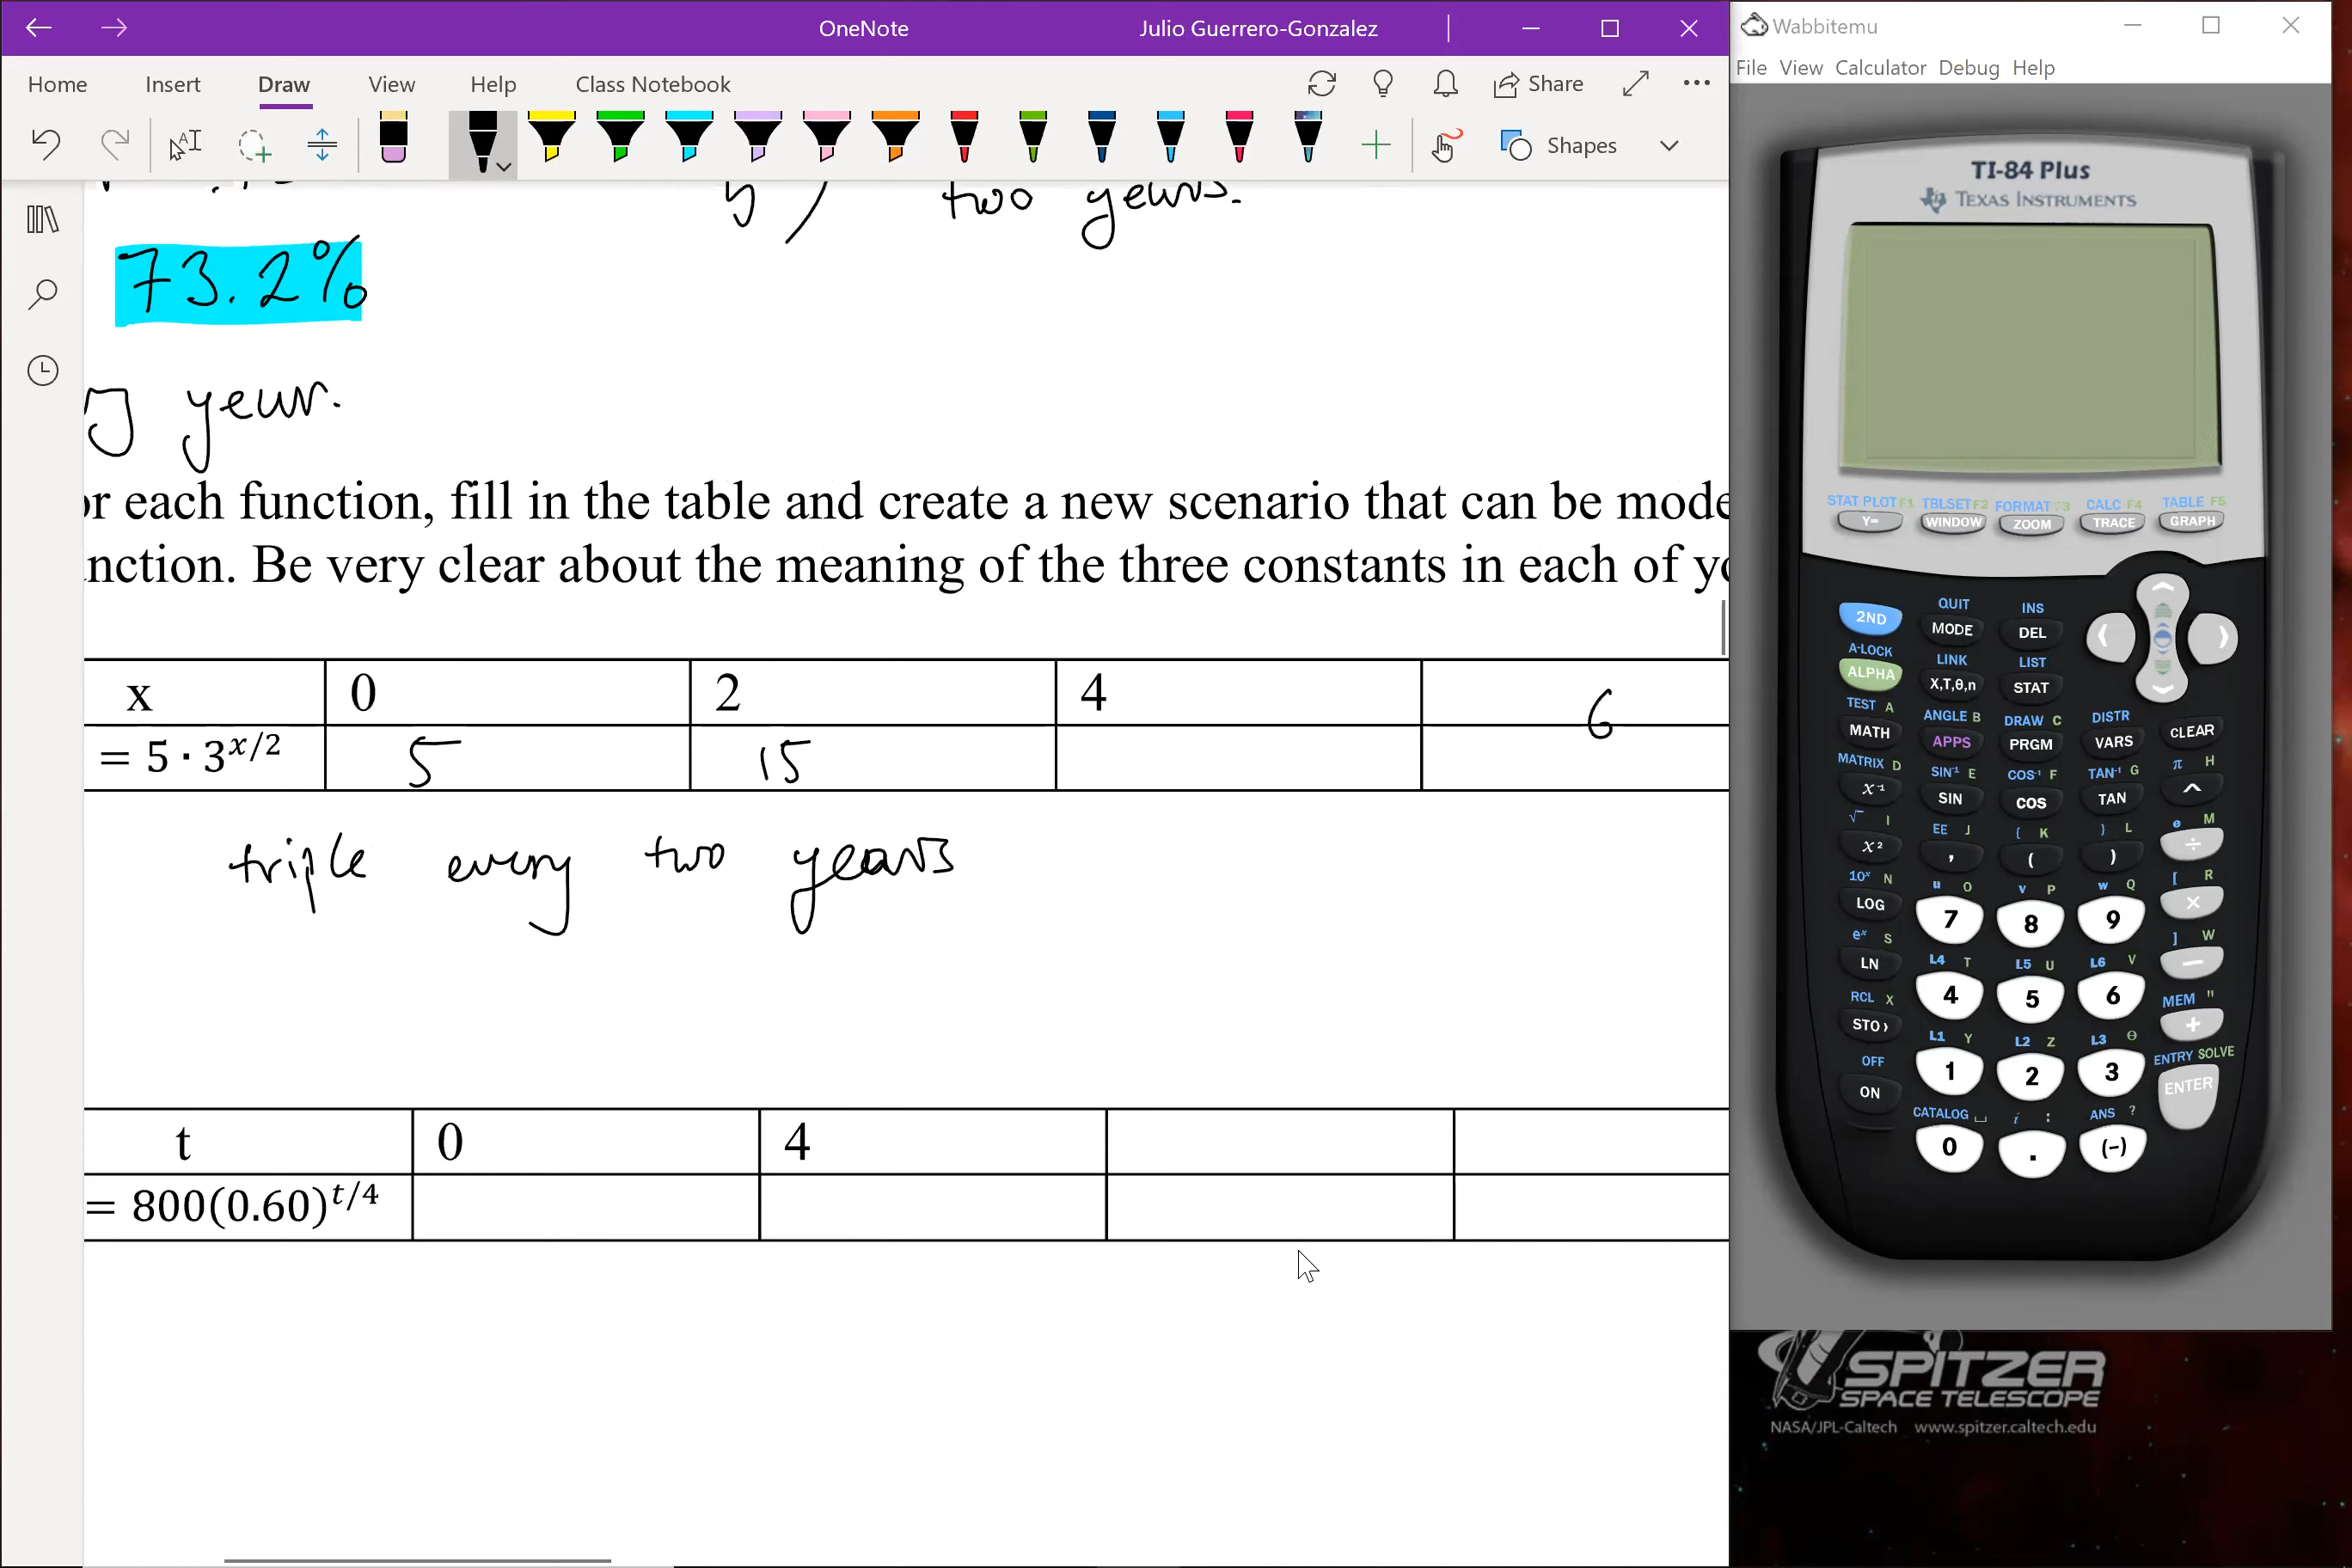 OneNote
Julio Guerrero-Gonzalez
Home Insert Draw View Help Class Notebook Share
Shapes
two years.
73.2%
year.
or each function, fill in the table and create a new scenario that can be mode
nction. Be very clear about the meaning of the three constants in each of yo
x 0 2 4 6
= 5 · 3^{x/2} 5 15
triple every two years
t 0 4
= 800(0.60)^{t/4}
Wabbitemu
File View Calculator Debug Help
TI-84 Plus
TEXAS INSTRUMENTS
STAT PLOT F1 TBLSET F2 FORMAT F3 CALC F4 TABLE F5
Y= WINDOW ZOOM TRACE GRAPH
QUIT INS
2ND MODE DEL
A-LOCK LINK LIST
ALPHA X,T,θ,n STAT
TEST A ANGLE B DRAW C DISTR
MATH APPS PRGM VARS CLEAR
MATRIX D SIN⁻¹ E COS⁻¹ F TAN⁻¹ G π H
x⁻¹ SIN COS TAN ^
√ I EE J { K } L e M
x² , ( ) ÷
10ˣ N u O v P w Q [ R
LOG 7 8 9 ×
eˣ S L4 T L5 U L6 V ] W
LN 4 5 6 −
RCL X L1 Y L2 Z L3 θ MEM "
STO› 1 2 3 +
OFF ENTRY SOLVE
ON ENTER
CATALOG ⎵ i : ANS ?
0 . (−)
SPITZER
SPACE TELESCOPE
NASA/JPL-Caltech www.spitzer.caltech.edu